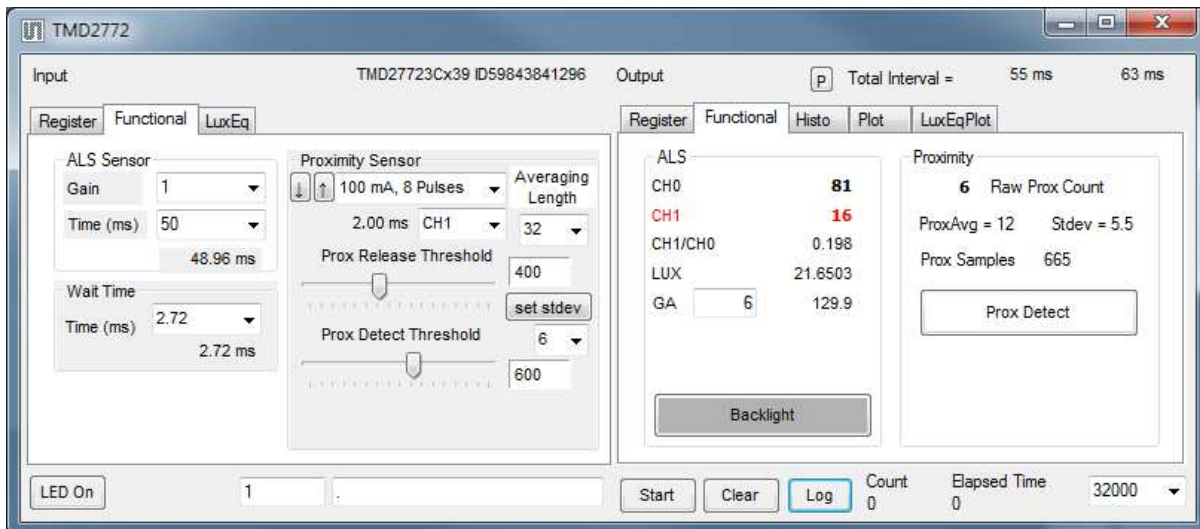 TMD2772
Input TMD27723Cx39 ID59843841296
Register Functional LuxEq
ALS Sensor
Gain 1
Time (ms) 50
48.96 ms
Wait Time
Time (ms) 2.72
2.72 ms
Proximity Sensor
↓ ↑ 100 mA, 8 Pulses
2.00 ms CH1
Averaging
Length
32
Prox Release Threshold
400
set stdev
Prox Detect Threshold
6
600
LED On 1 .
Output P Total Interval = 55 ms 63 ms
Register Functional Histo Plot LuxEqPlot
ALS
CH0 81
CH1 16
CH1/CH0 0.198
LUX 21.6503
GA 6 129.9
Backlight
Proximity
6 Raw Prox Count
ProxAvg = 12 Stdev = 5.5
Prox Samples 665
Prox Detect
Start Clear Log
Count
0
Elapsed Time
0
32000